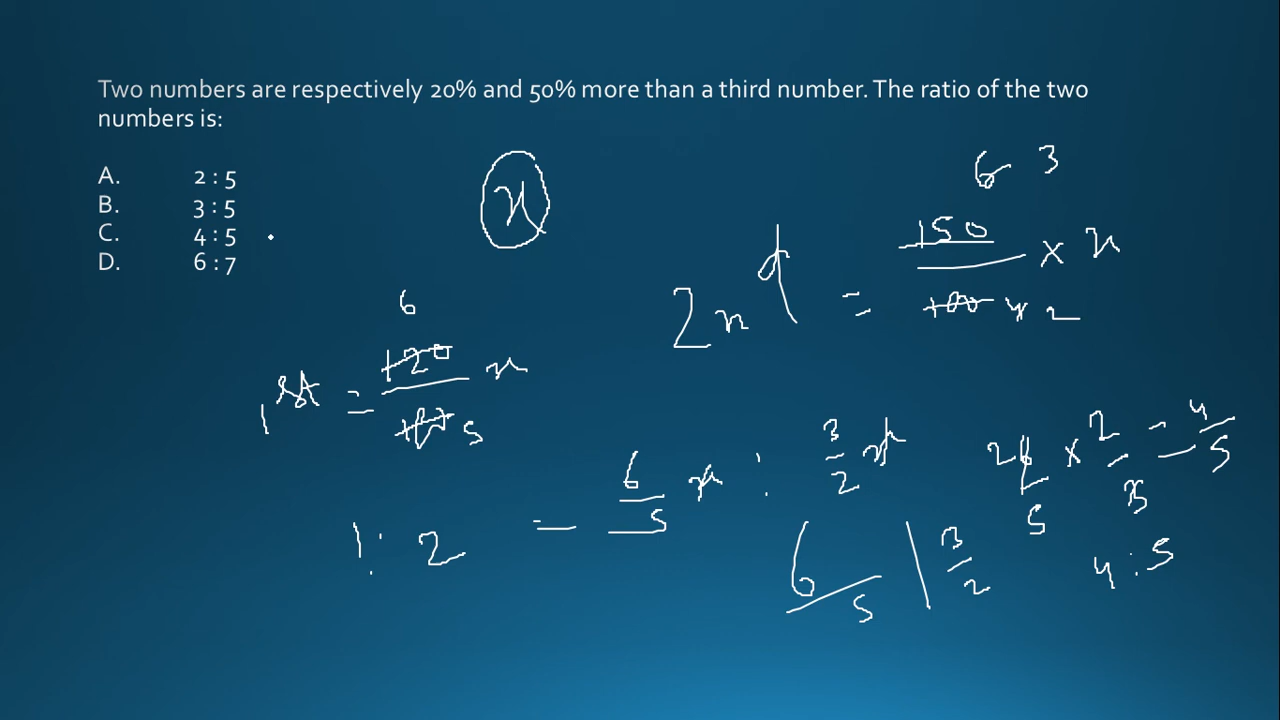 Two numbers are respectively 20% and 50% more than a third number. The ratio of the two
numbers is:
A. 2 : 5
B. 3 : 5
C. 4 : 5
D. 6 : 7
x
6 3
2nd = 150 × x
100 × 2
6
1st = 120 x
100 5
1 : 2 = 6/5 x : 3/2 x
6/5 | 3/2
2 6/5 × 2/3 = 4/5
4 : 5